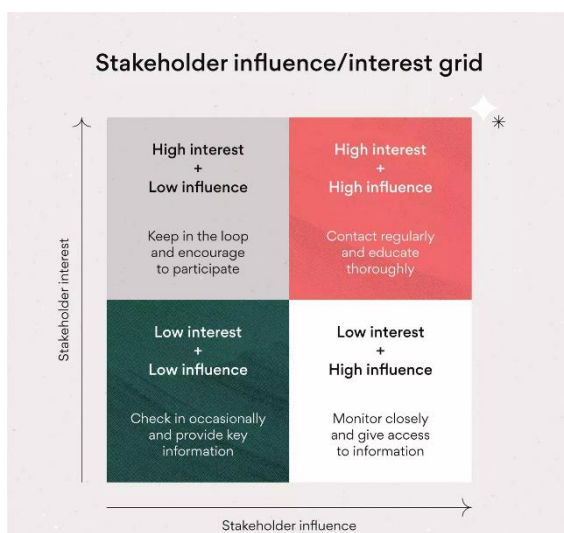 Stakeholder influence/interest grid
High interest
+
Low influence
Keep in the loop
and encourage
to participate
High interest
+
High influence
Contact regularly
and educate
thoroughly
Stakeholder interest
Low interest
+
Low influence
Check in occasionally
and provide key
information
Low interest
+
High influence
Monitor closely
and give access
to information
Stakeholder influence